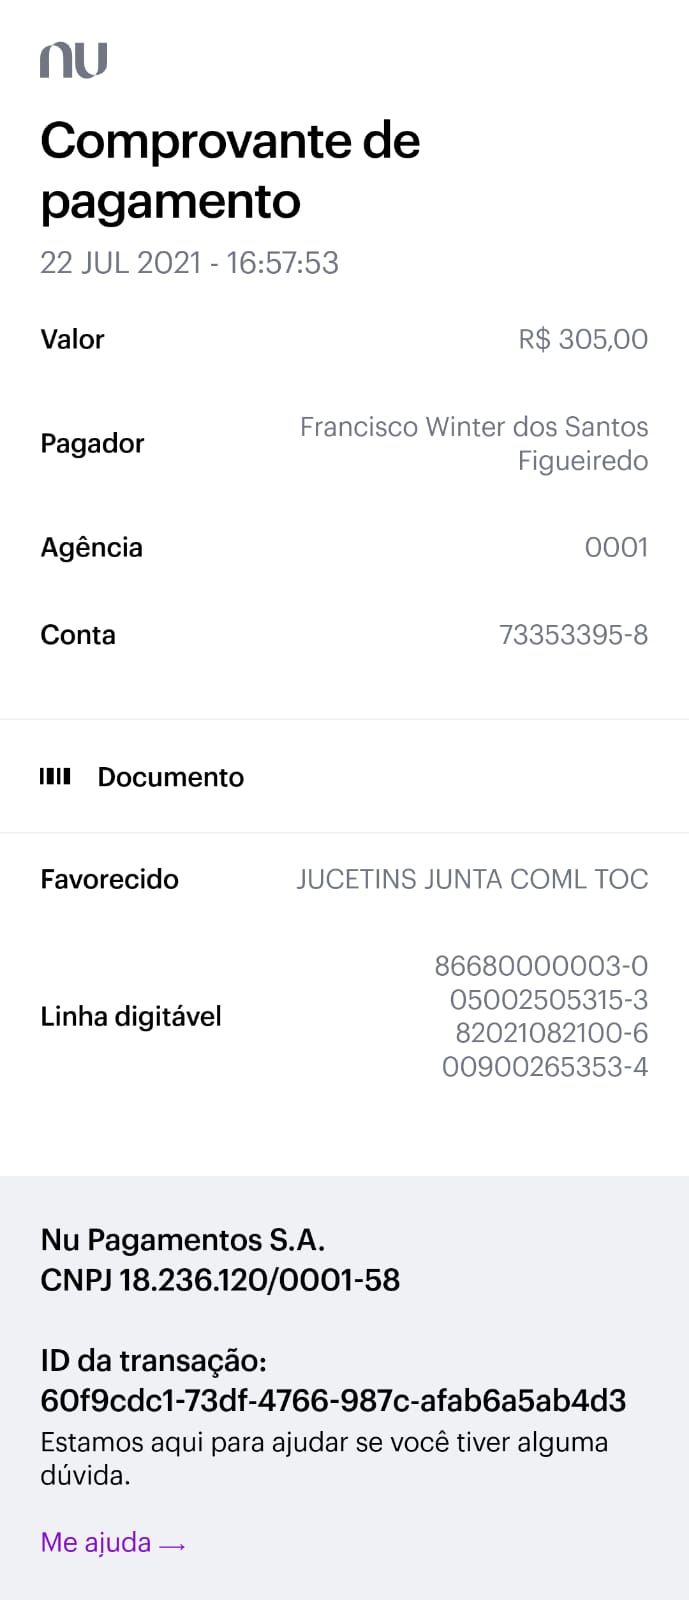 nu
Comprovante de
pagamento
22 JUL 2021 - 16:57:53
Valor R$ 305,00
Pagador Francisco Winter dos Santos
Figueiredo
Agência 0001
Conta 73353395-8
Documento
Favorecido JUCETINS JUNTA COML TOC
Linha digitável 86680000003-0
05002505315-3
82021082100-6
00900265353-4
Nu Pagamentos S.A.
CNPJ 18.236.120/0001-58
ID da transação:
60f9cdc1-73df-4766-987c-afab6a5ab4d3
Estamos aqui para ajudar se você tiver alguma
dúvida.
Me ajuda →